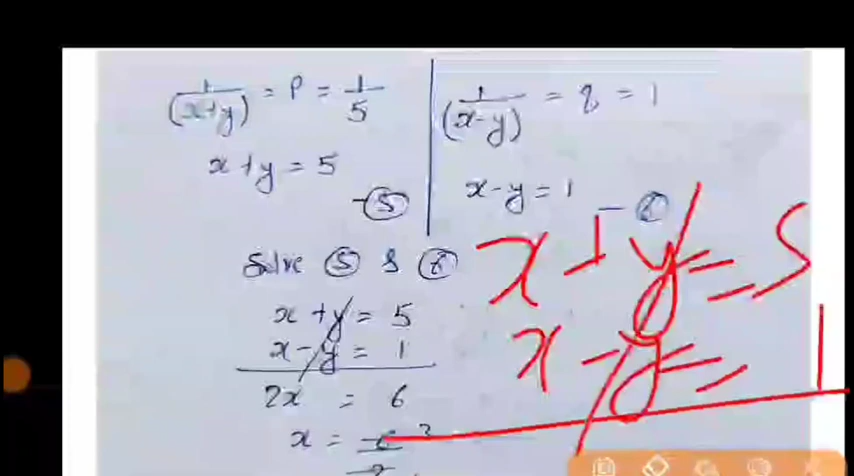 1/(x+y) = P = 1/5
x + y = 5
- ⑤
1/(x-y) = q = 1
x - y = 1 - ⑥
Solve ⑤ & ⑥
x + y = 5
x - y = 1
2x = 6
x = 6/2 3
x + y = 5
x - y = 1